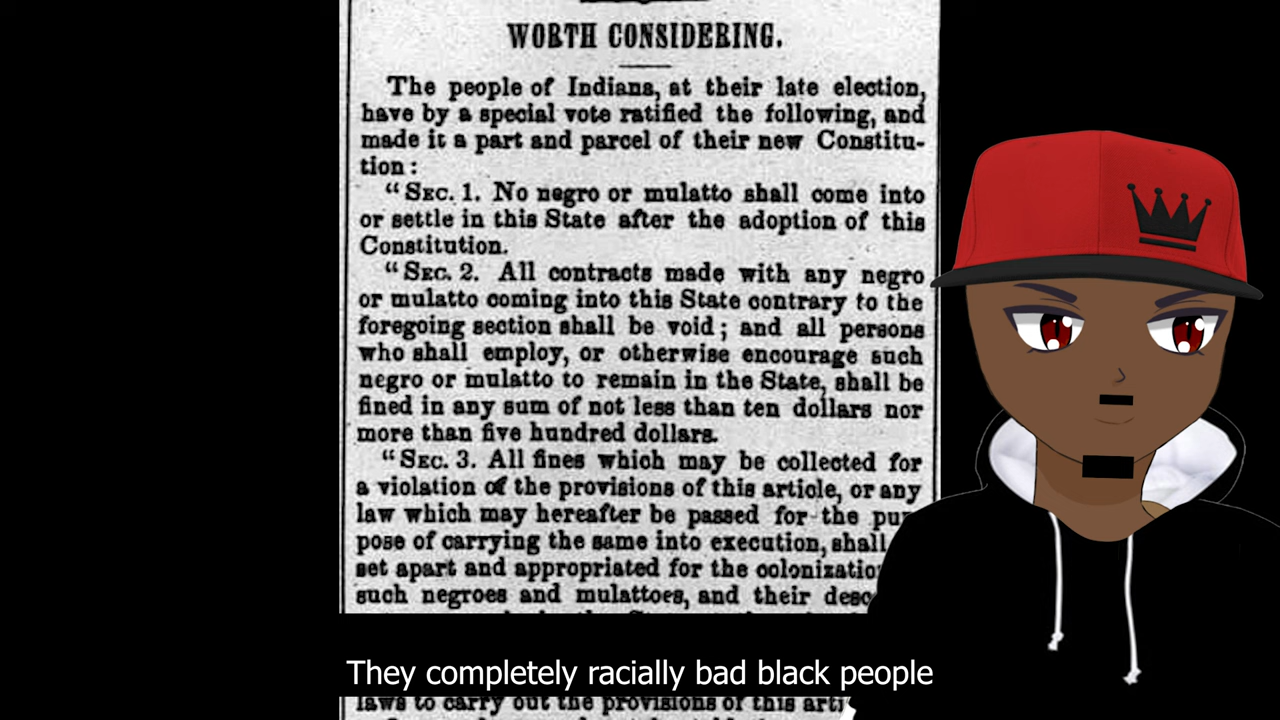 WORTH CONSIDERING.
The people of Indiana, at their late election,
have by a special vote ratified the following, and
made it a part and parcel of their new Constitu-
tion:
"SEC. 1. No negro or mulatto shall come into
or settle in this State after the adoption of this
Constitution.
"SEC. 2. All contracts made with any negro
or mulatto coming into this State contrary to the
foregoing section shall be void; and all persons
who shall employ, or otherwise encourage such
negro or mulatto to remain in the State, shall be
fined in any sum of not less than ten dollars nor
more than five hundred dollars.
"SEC. 3. All fines which may be collected for
a violation of the provisions of this article, or any
law which may hereafter be passed for the pur
pose of carrying the same into execution, shall
set apart and appropriated for the colonization
such negroes and mulattoes, and their desc
They completely racially bad black people
laws to carry out the provisions of this arti